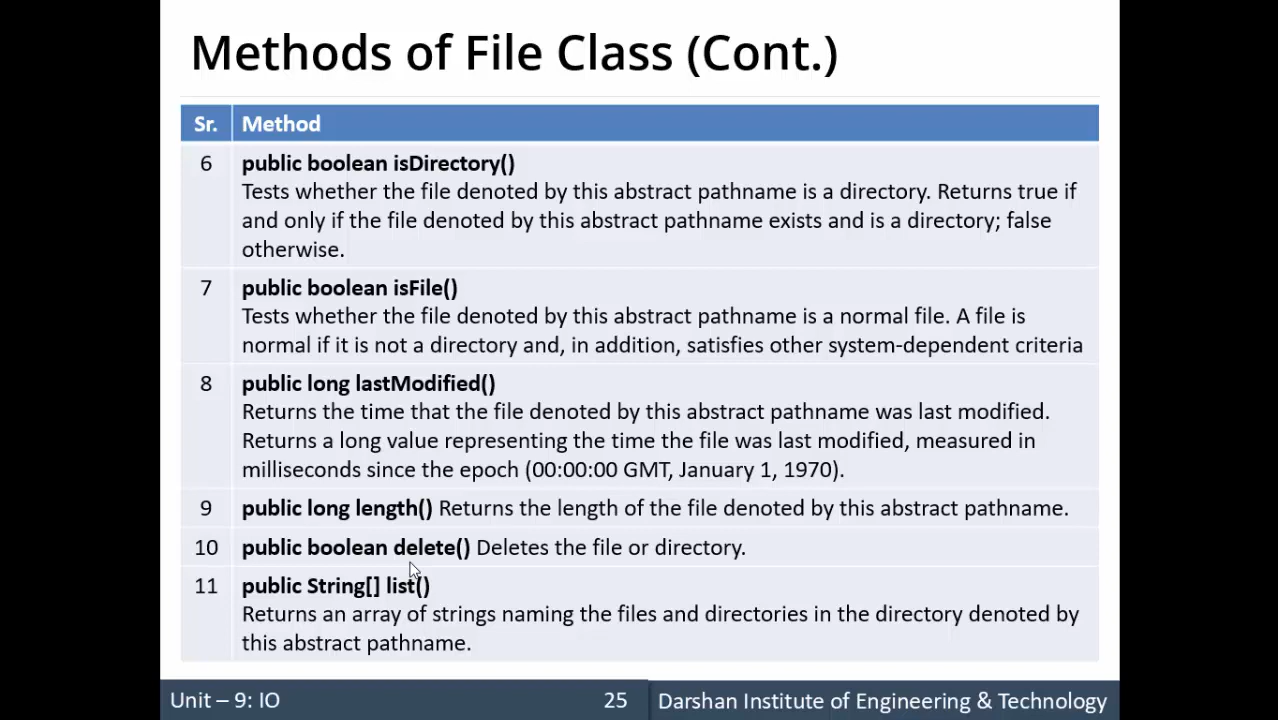 Methods of File Class (Cont.)
Sr. Method
6 public boolean isDirectory()
Tests whether the file denoted by this abstract pathname is a directory. Returns true if
and only if the file denoted by this abstract pathname exists and is a directory; false
otherwise.
7 public boolean isFile()
Tests whether the file denoted by this abstract pathname is a normal file. A file is
normal if it is not a directory and, in addition, satisfies other system-dependent criteria
8 public long lastModified()
Returns the time that the file denoted by this abstract pathname was last modified.
Returns a long value representing the time the file was last modified, measured in
milliseconds since the epoch (00:00:00 GMT, January 1, 1970).
9 public long length() Returns the length of the file denoted by this abstract pathname.
10 public boolean delete() Deletes the file or directory.
11 public String[] list()
Returns an array of strings naming the files and directories in the directory denoted by
this abstract pathname.
Unit – 9: IO 25 Darshan Institute of Engineering & Technology